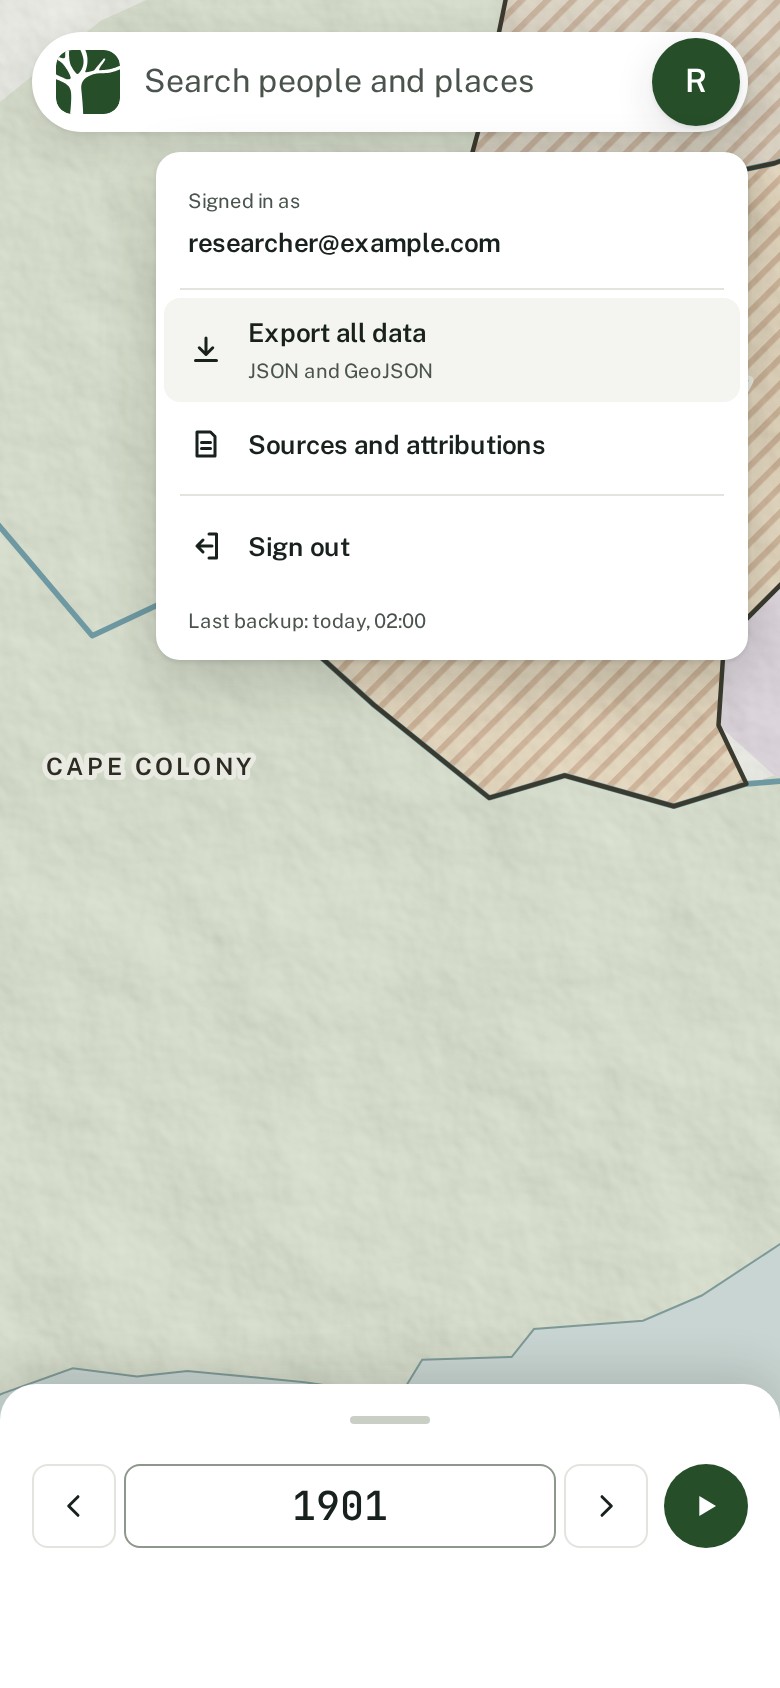 Search people and places
R
Signed in as
researcher@example.com
Export all data
JSON and GeoJSON
Sources and attributions
Sign out
Last backup: today, 02:00
CAPE COLONY
1901